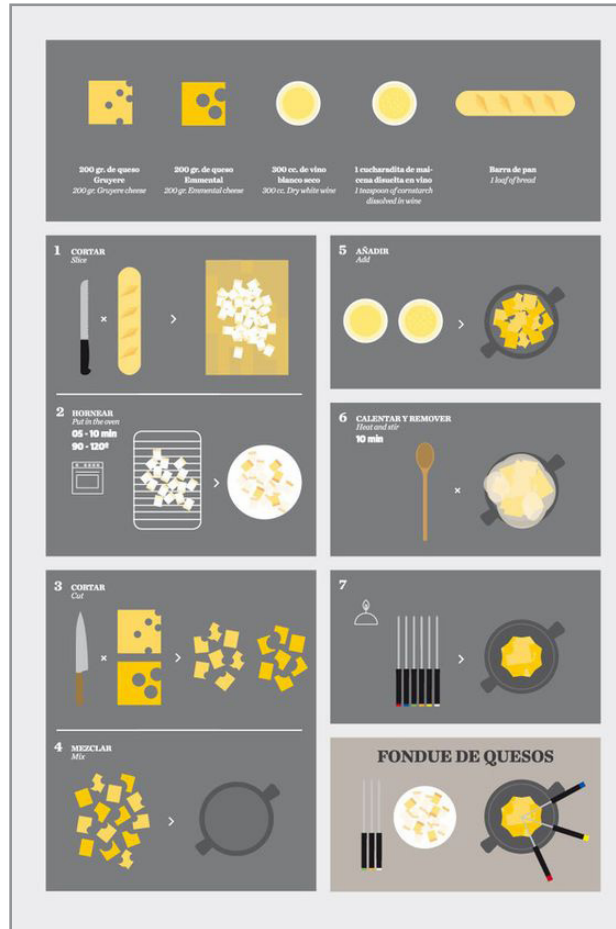 200 gr. de queso
Gruyere
200 gr. Gruyere cheese
200 gr. de queso
Emmental
200 gr. Emmental cheese
300 cc. de vino
blanco seco
300 cc. Dry white wine
1 cucharadita de mai-
cena disuelta en vino
1 teaspoon of cornstarch
dissolved in wine
Barra de pan
1 loaf of bread
1 CORTAR
Slice
2 HORNEAR
Put in the oven
05 - 10 min
90 - 120º
3 CORTAR
Cut
4 MEZCLAR
Mix
5 AÑADIR
Add
6 CALENTAR Y REMOVER
Heat and stir
10 min
7
FONDUE DE QUESOS